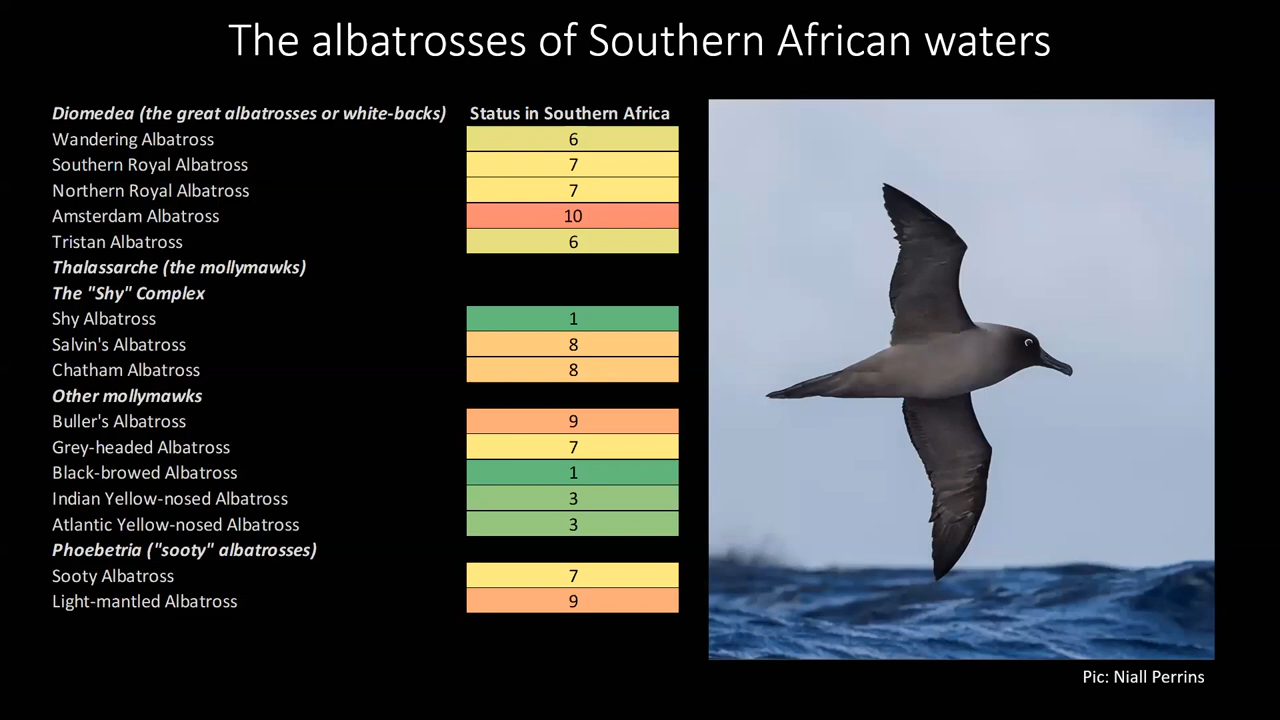 The albatrosses of Southern African waters
Diomedea (the great albatrosses or white-backs) Status in Southern Africa
Wandering Albatross 6
Southern Royal Albatross 7
Northern Royal Albatross 7
Amsterdam Albatross 10
Tristan Albatross 6
Thalassarche (the mollymawks)
The "Shy" Complex
Shy Albatross 1
Salvin's Albatross 8
Chatham Albatross 8
Other mollymawks
Buller's Albatross 9
Grey-headed Albatross 7
Black-browed Albatross 1
Indian Yellow-nosed Albatross 3
Atlantic Yellow-nosed Albatross 3
Phoebetria ("sooty" albatrosses)
Sooty Albatross 7
Light-mantled Albatross 9
Pic: Niall Perrins